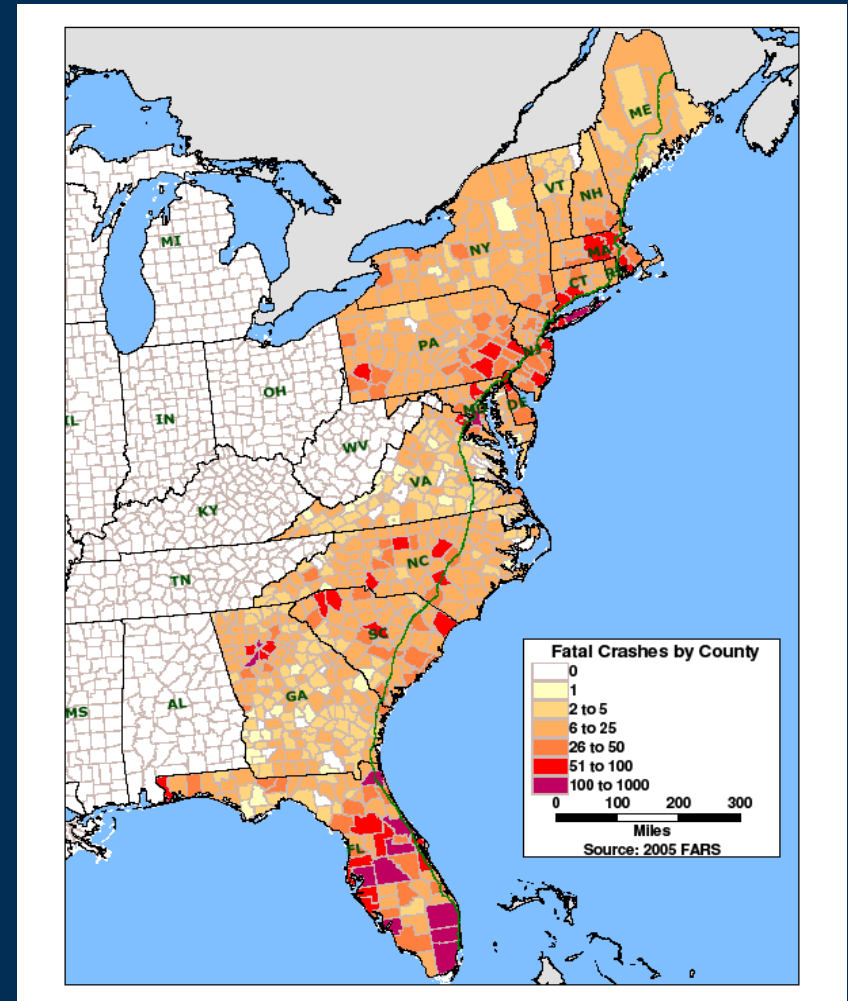 ME
VT
NH
MI
NY
MA
CT
RI
PA
NJ
OH
IN
IL
MD
DE
WV
VA
KY
NC
TN
SC
Fatal Crashes by County
0
1
2 to 5
6 to 25
26 to 50
51 to 100
100 to 1000
0 100 200 300
Miles
Source: 2005 FARS
GA
AL
MS
FL